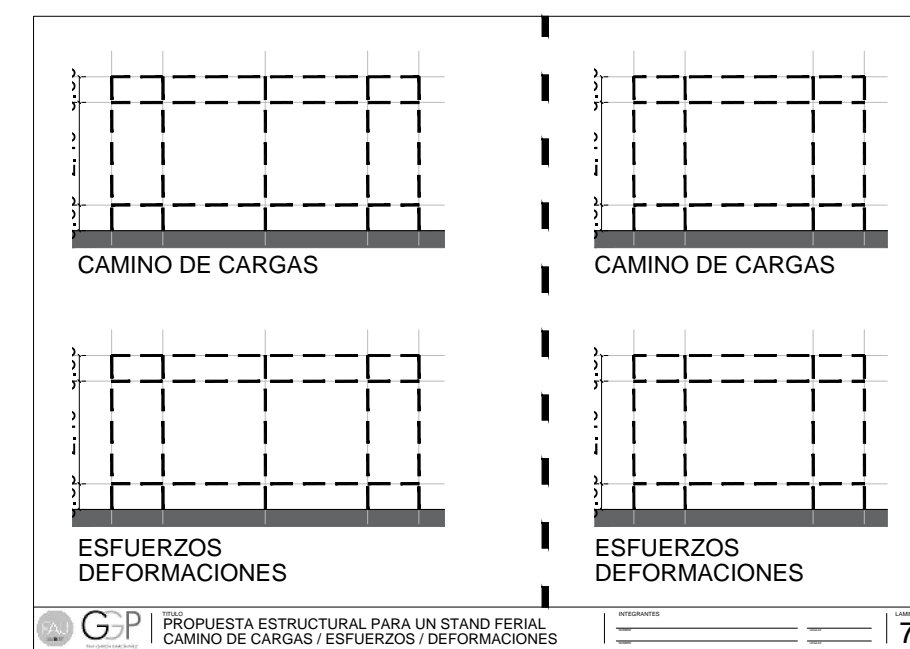 CAMINO DE CARGAS
CAMINO DE CARGAS
ESFUERZOS
DEFORMACIONES
ESFUERZOS
DEFORMACIONES
FAJ
GGP
TITULO
PROPUESTA ESTRUCTURAL PARA UN STAND FERIAL
CAMINO DE CARGAS / ESFUERZOS / DEFORMACIONES
INTEGRANTES
7